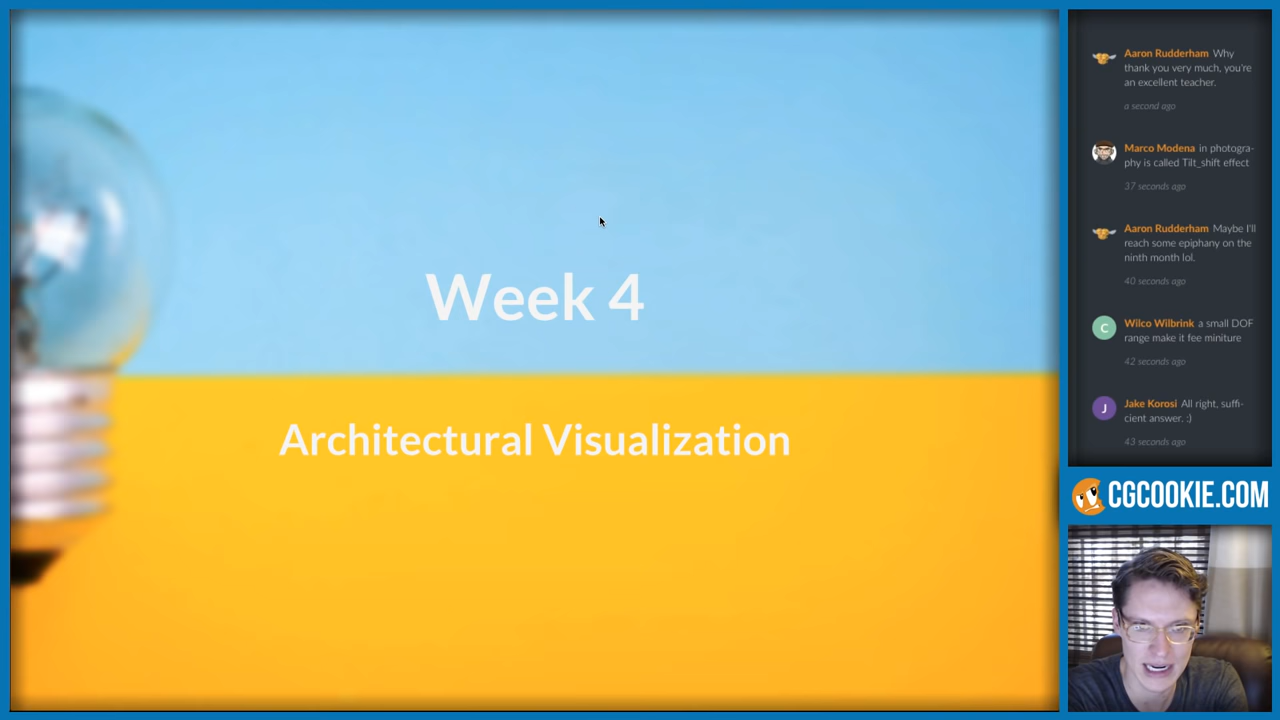 Week 4
Architectural Visualization
Aaron Rudderham Why
thank you very much, you're
an excellent teacher.
a second ago
Marco Modena in photogra-
phy is called Tilt_shift effect
37 seconds ago
Aaron Rudderham Maybe I'll
reach some epiphany on the
ninth month lol.
40 seconds ago
C
Wilco Wilbrink a small DOF
range make it fee miniture
42 seconds ago
J
Jake Korosi All right, suffi-
cient answer. :)
43 seconds ago
CGCOOKIE.COM